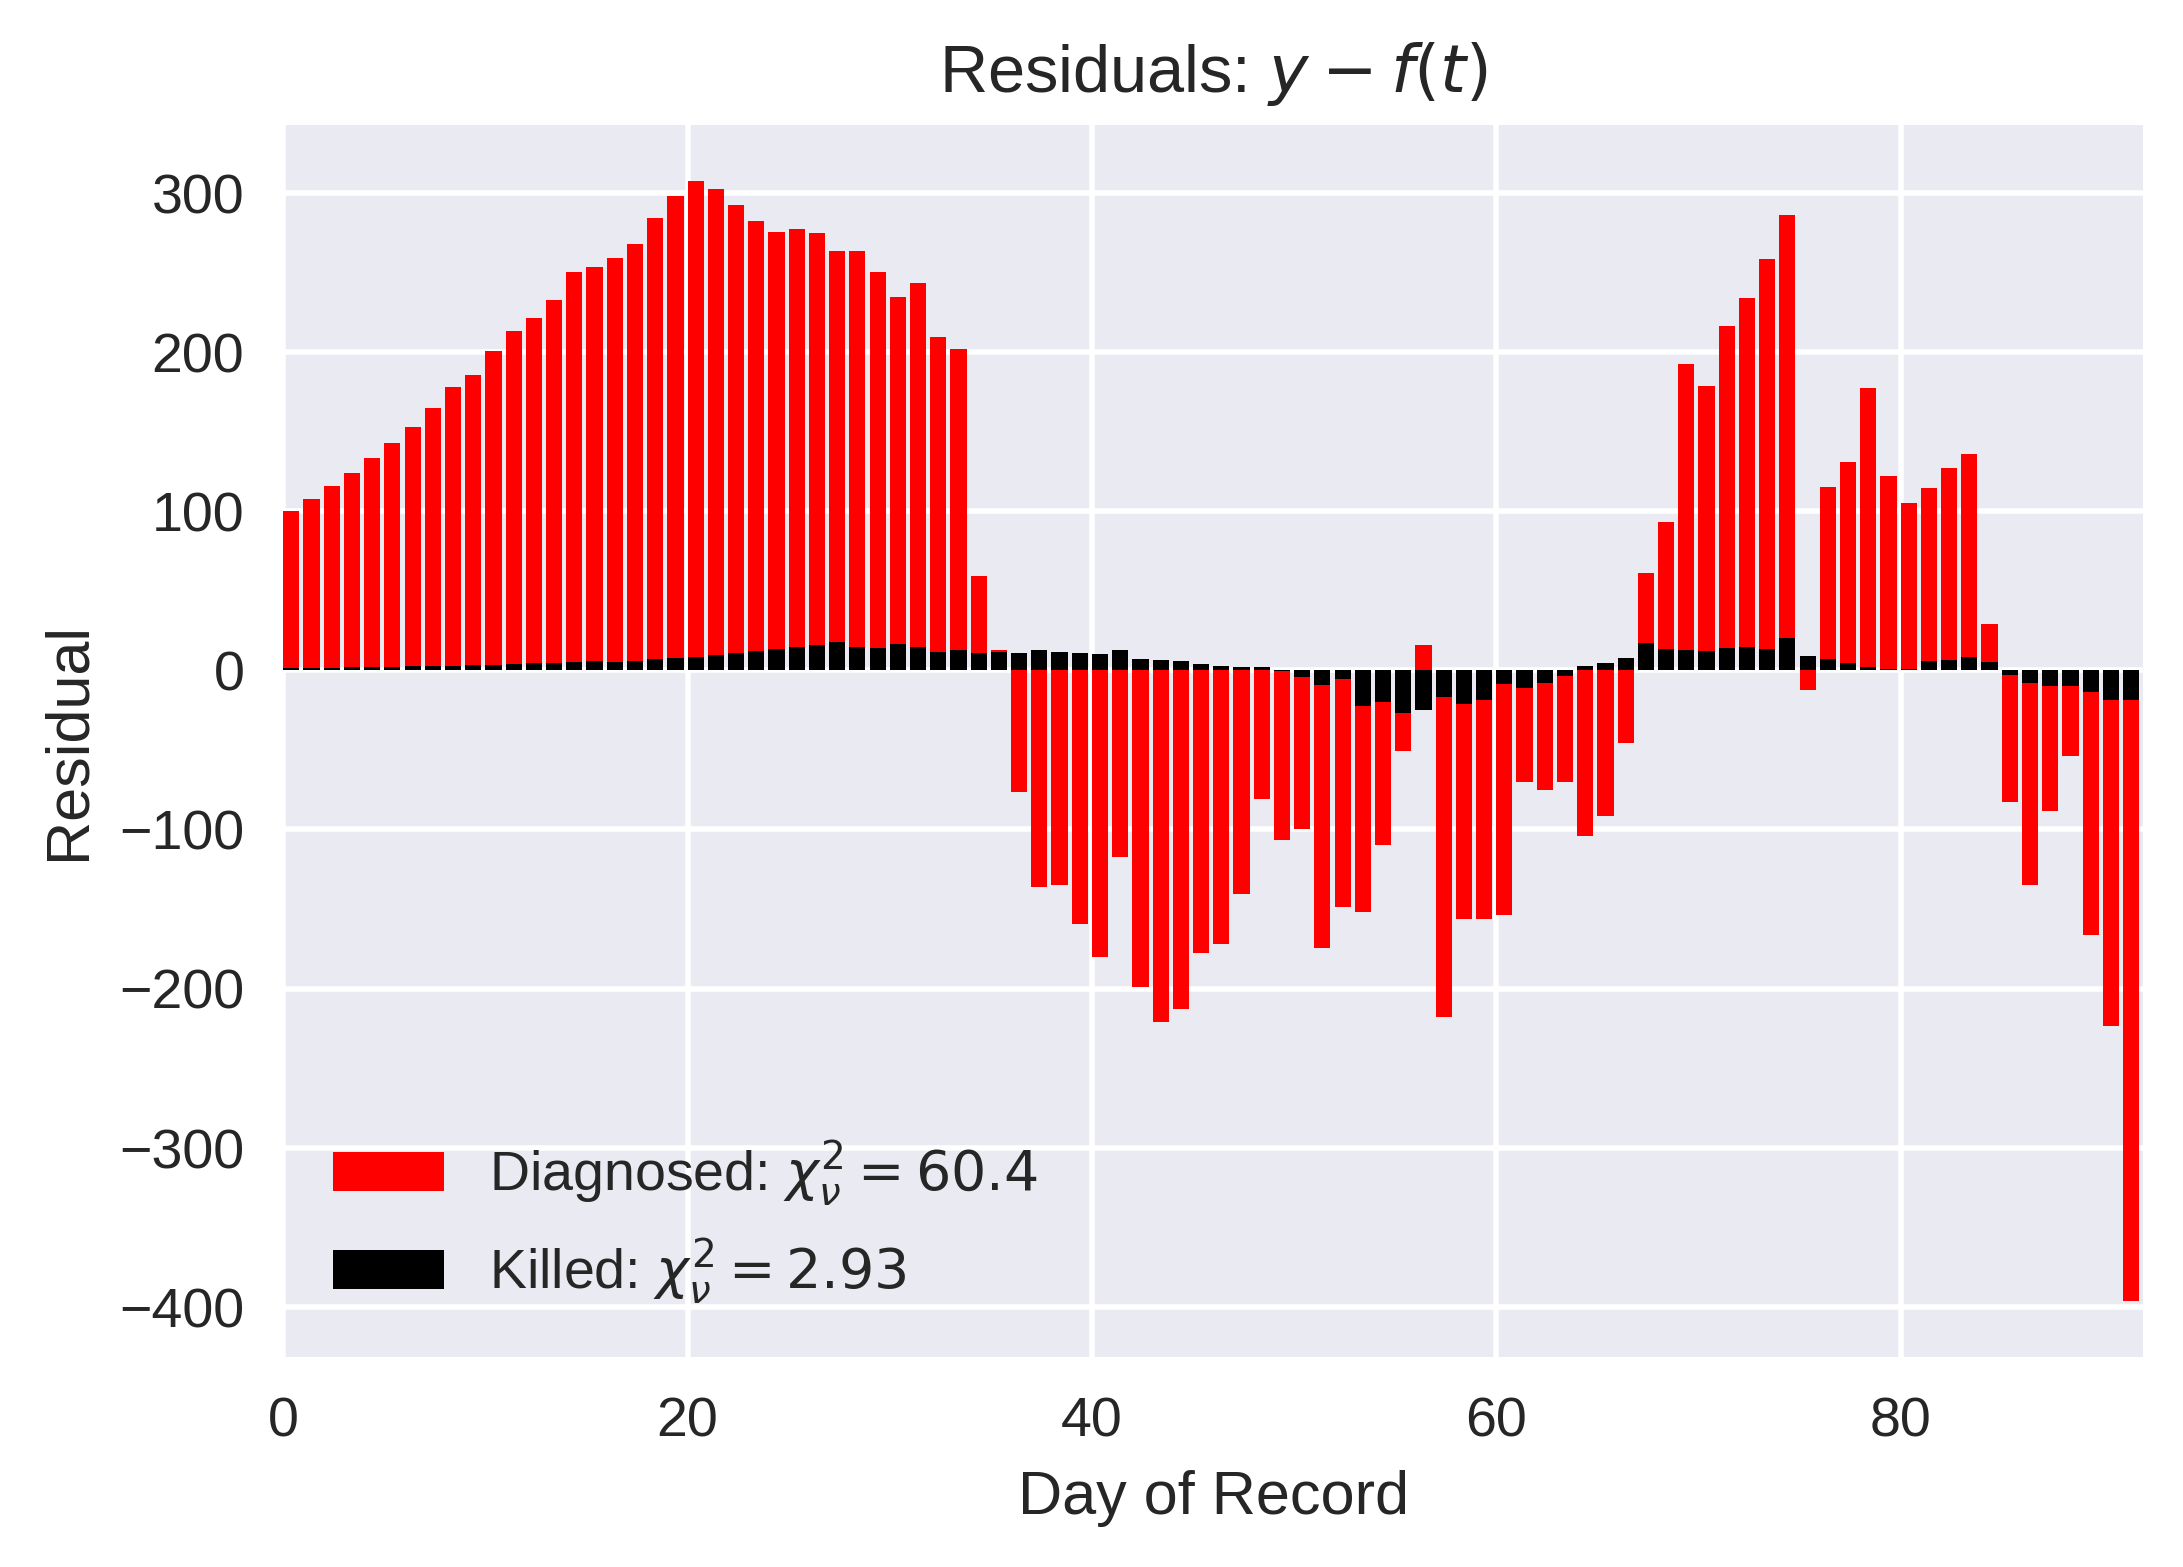 Residuals: y − f(t)
300
200
100
0
−100
−200
−300
−400
Residual
Diagnosed: χ²ᵥ = 60.4
Killed: χ²ᵥ = 2.93
0 20 40 60 80
Day of Record